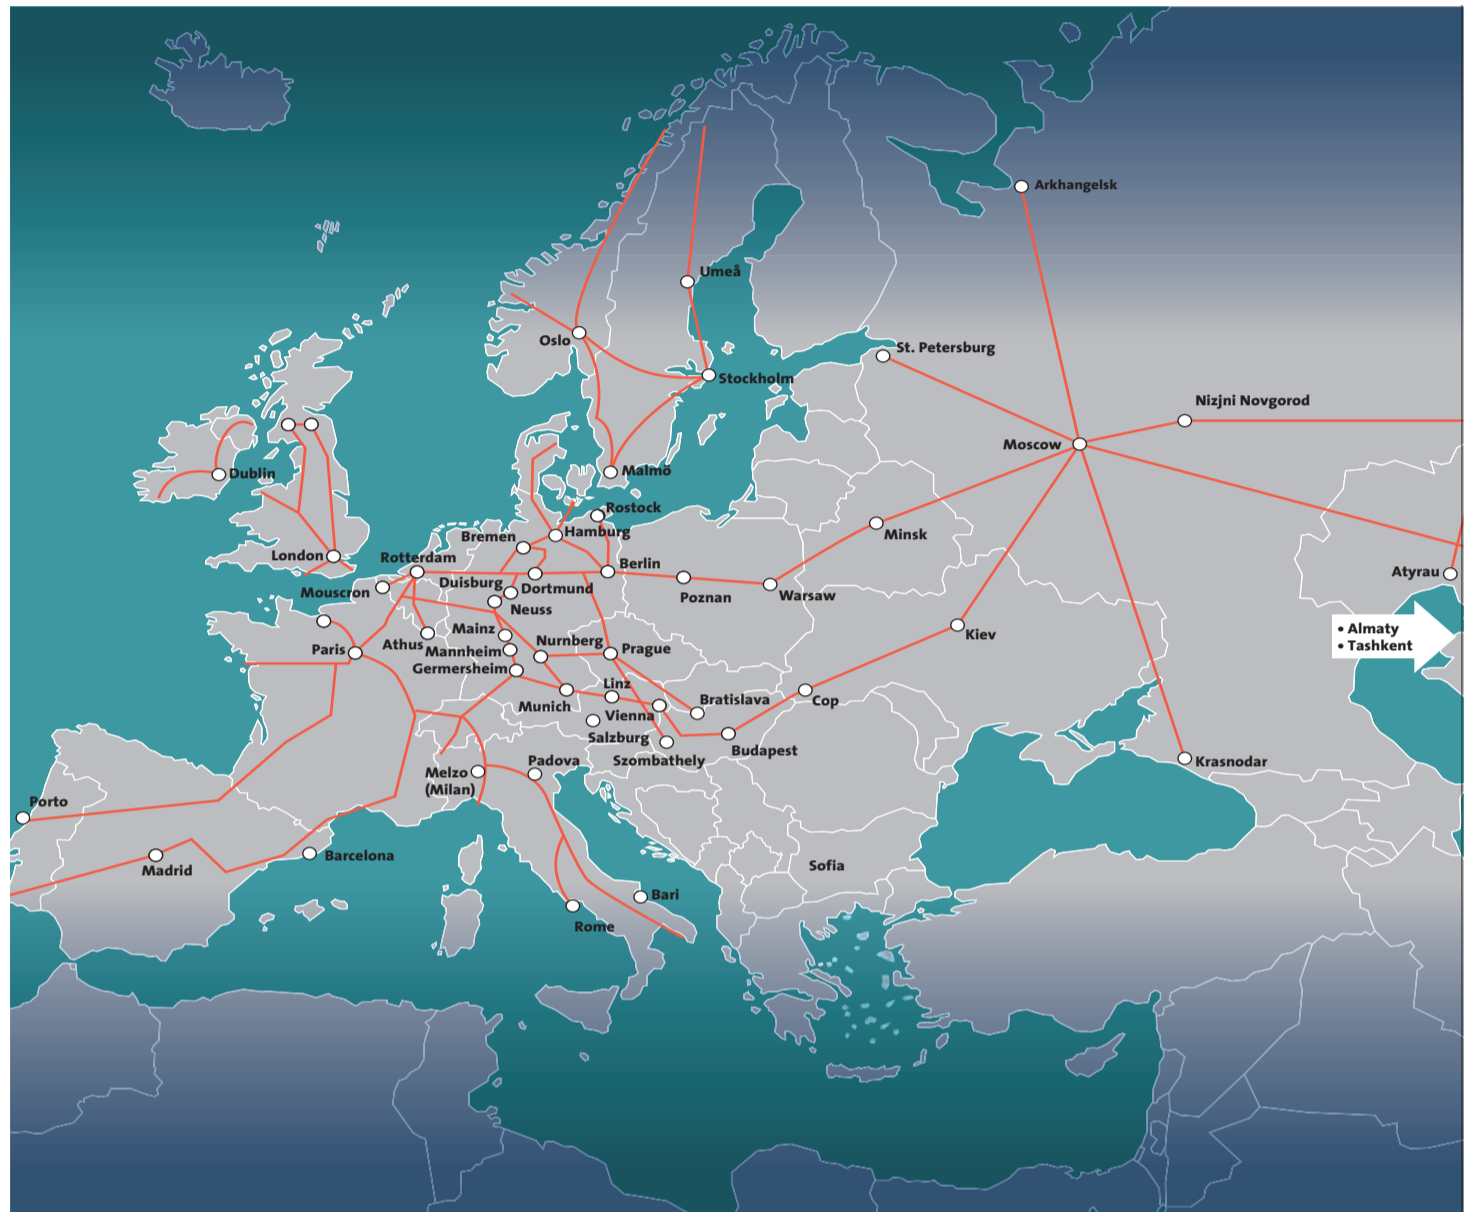 Arkhangelsk
Umeå
Oslo
St. Petersburg
Stockholm
Nizjni Novgorod
Moscow
Dublin
Malmö
Rostock
Hamburg
Minsk
Bremen
London
Rotterdam
Berlin
Atyrau
Duisburg
Dortmund
Mouscron
Poznan
Warsaw
Neuss
Mainz
Kiev
• Almaty
• Tashkent
Paris
Athus
Mannheim
Nurnberg
Prague
Germersheim
Linz
Munich
Vienna
Bratislava
Cop
Salzburg
Budapest
Szombathely
Padova
Krasnodar
Melzo
(Milan)
Porto
Barcelona
Madrid
Sofia
Bari
Rome